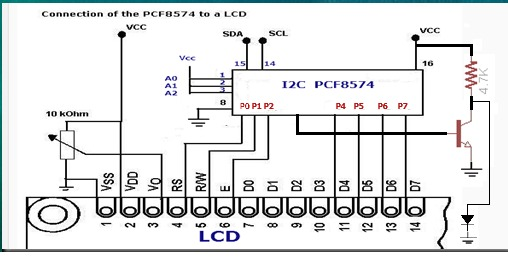 Connection of the PCF8574 to a LCD
VCC
SDA SCL
VCC
Vcc
15 14
16
A0 1
A1 2
A2 3
I2C PCF8574
4.7K
8
P0 P1 P2 P4 P5 P6 P7
10 kOhm
VSS VDD VO RS R/W E D0 D1 D2 D3 D4 D5 D6 D7
1 2 3 4 5 6 7 8 9 10 11 12 13 14
LCD